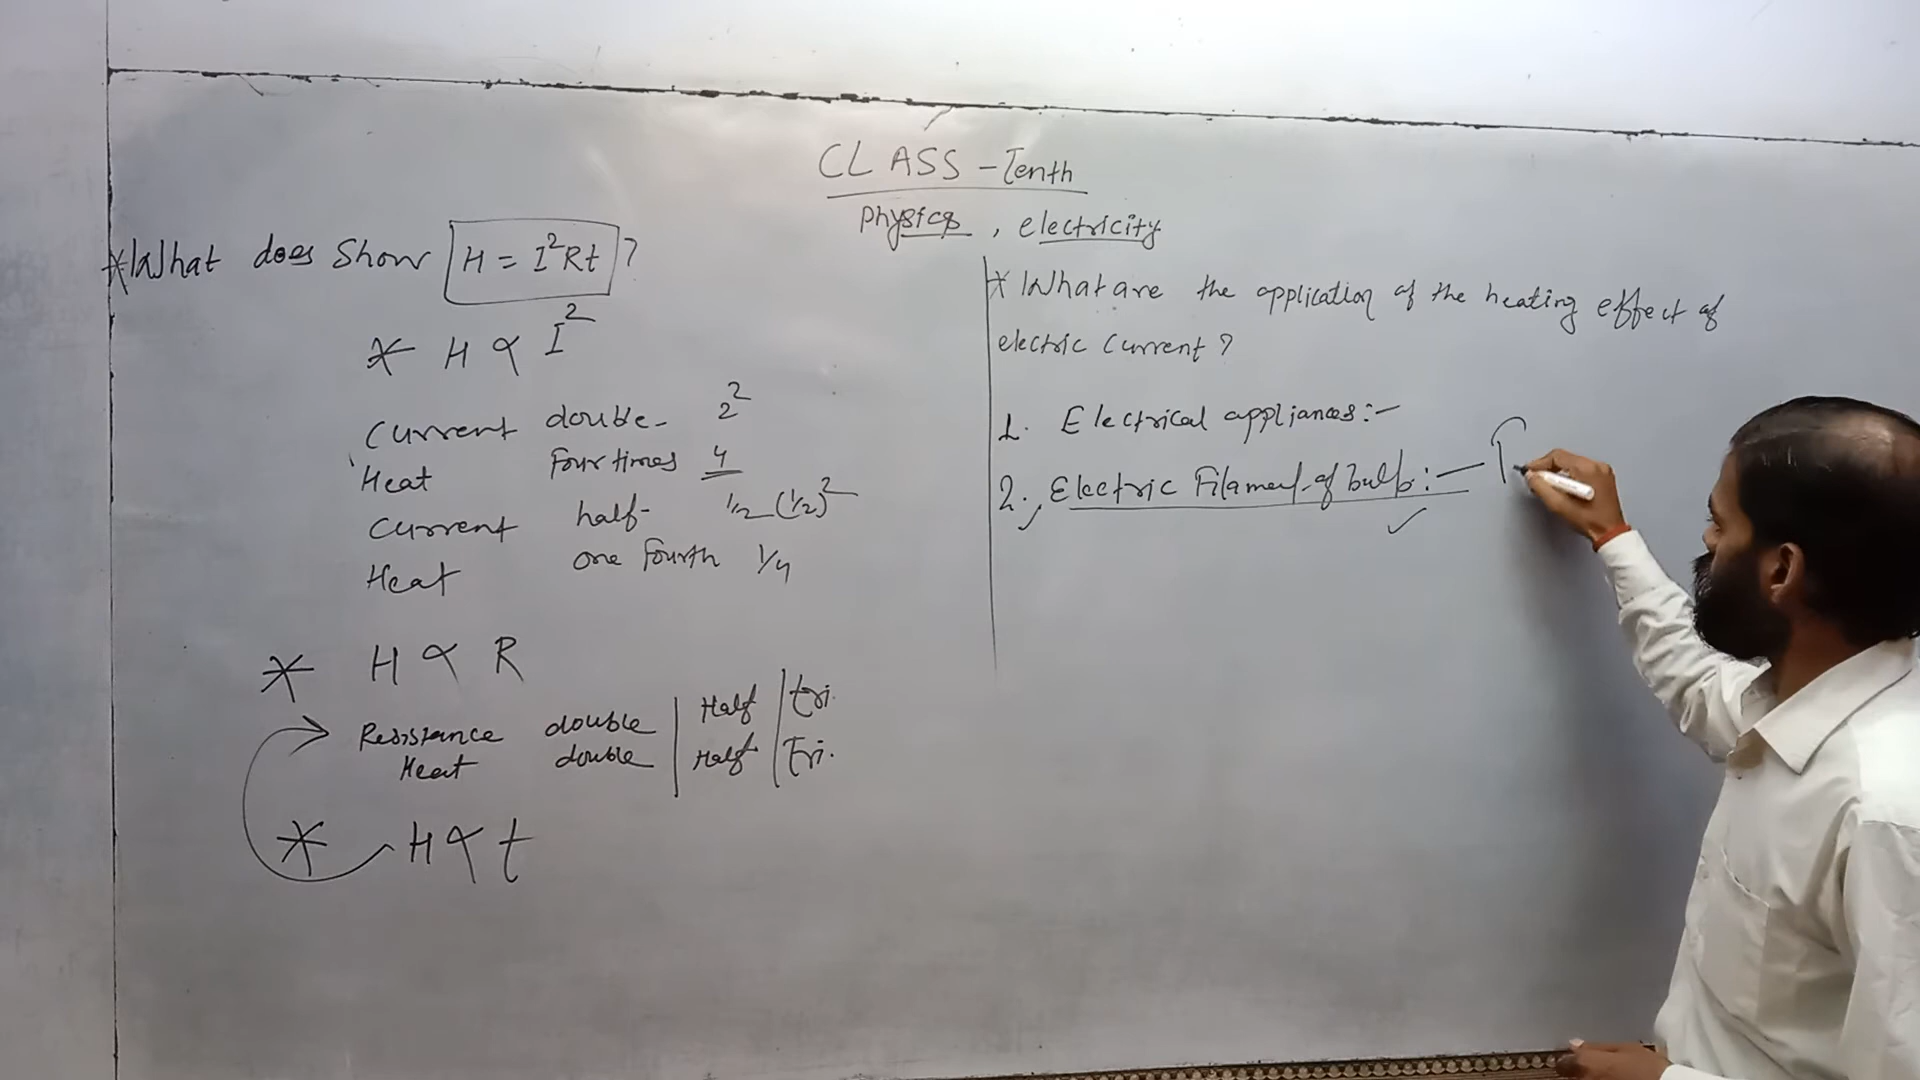 CLASS - Tenth
Physics, electricity
*What does Show H = I²Rt ?
* H ∝ I²
Current double - 2²
Heat Four times 4
Current half - 1/2 (1/2)²
Heat one Fourth 1/4
* H ∝ R
Resistance double | Half | tri.
Heat double | Half | Tri.
* H ∝ t
* What are the application of the heating effect of
electric current ?
1. Electrical appliances:-
2. Electric Filament of bulb:-